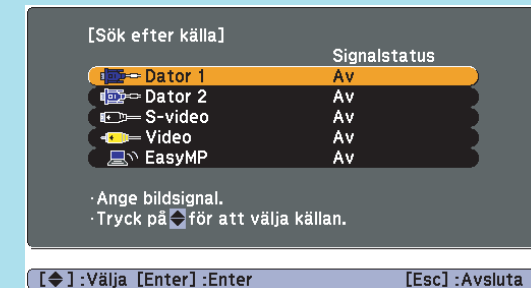 [Sök efter källa]
Signalstatus
Dator 1 Av
Dator 2 Av
S-video Av
Video Av
EasyMP Av
·Ange bildsignal.
·Tryck på för att välja källan.
[] :Välja [Enter] :Enter [Esc] :Avsluta